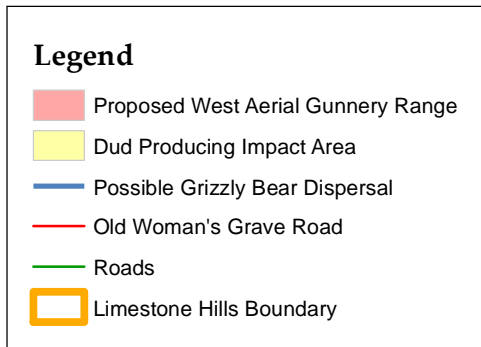 Legend
Proposed West Aerial Gunnery Range
Dud Producing Impact Area
Possible Grizzly Bear Dispersal
Old Woman's Grave Road
Roads
Limestone Hills Boundary